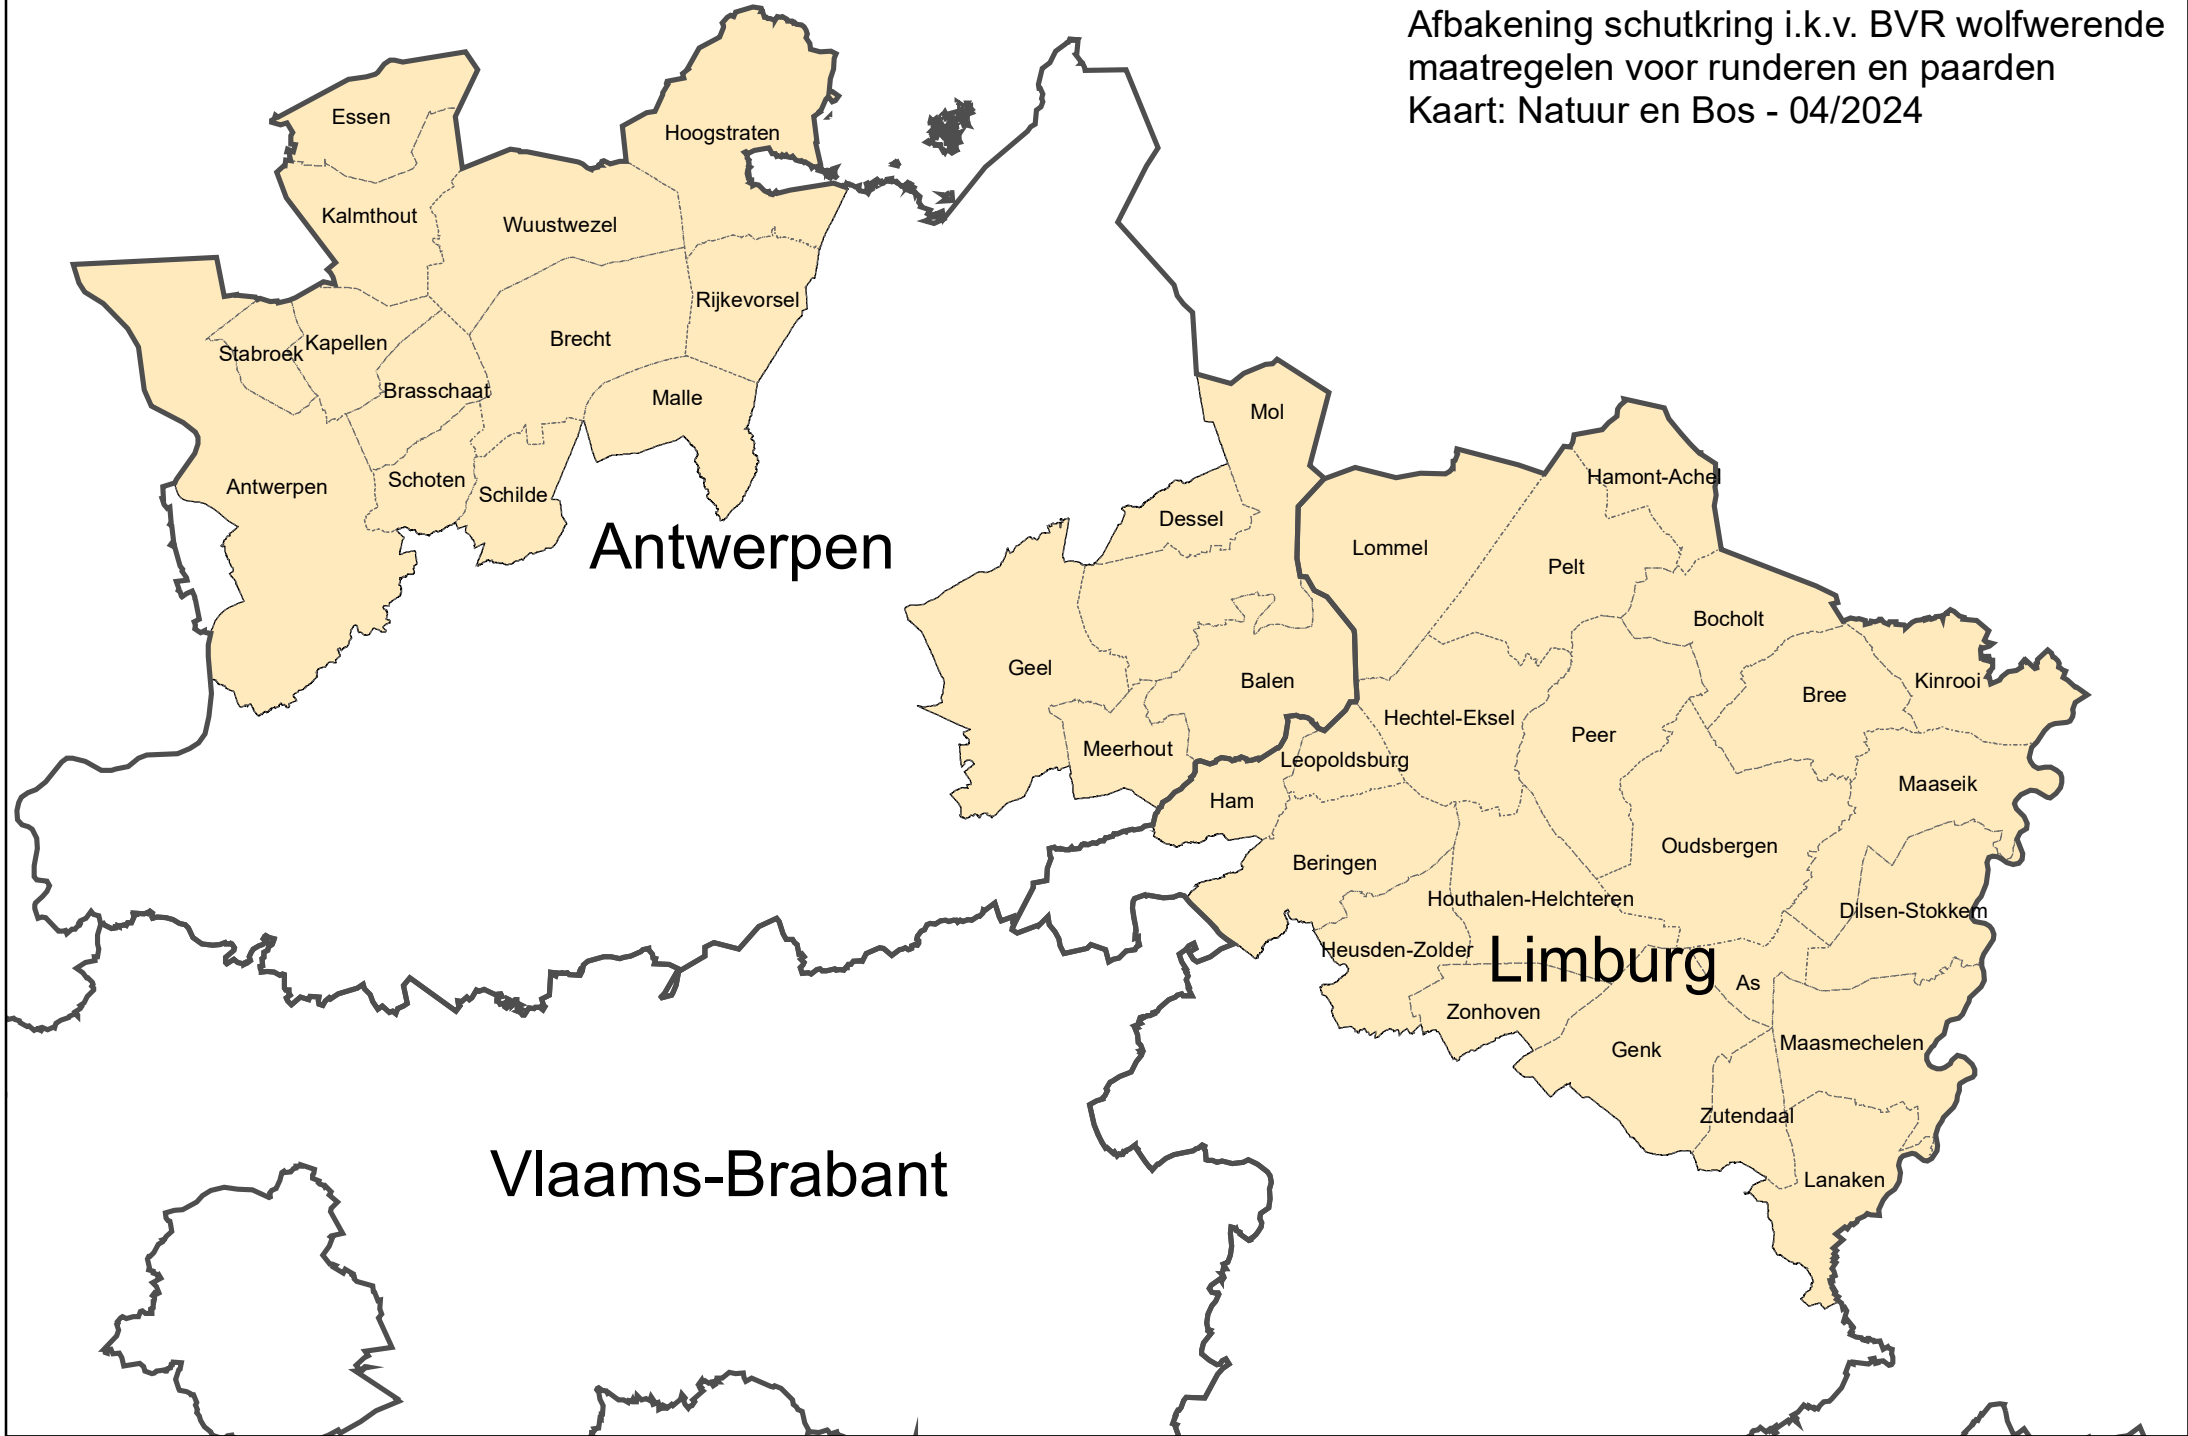 Afbakening schutkring i.k.v. BVR wolfwerende
maatregelen voor runderen en paarden
Kaart: Natuur en Bos - 04/2024
Essen
Hoogstraten
Kalmthout
Wuustwezel
Rijkevorsel
Brecht
Kapellen
Stabroek
Brasschaat
Malle
Mol
Antwerpen
Schoten
Schilde
Hamont-Achel
Dessel
Antwerpen
Lommel
Pelt
Bocholt
Geel
Balen
Kinrooi
Bree
Hechtel-Eksel
Peer
Meerhout
Leopoldsburg
Maaseik
Ham
Oudsbergen
Beringen
Houthalen-Helchteren
Dilsen-Stokkem
Heusden-Zolder
Limburg
As
Zonhoven
Genk
Maasmechelen
Zutendaal
Vlaams-Brabant
Lanaken